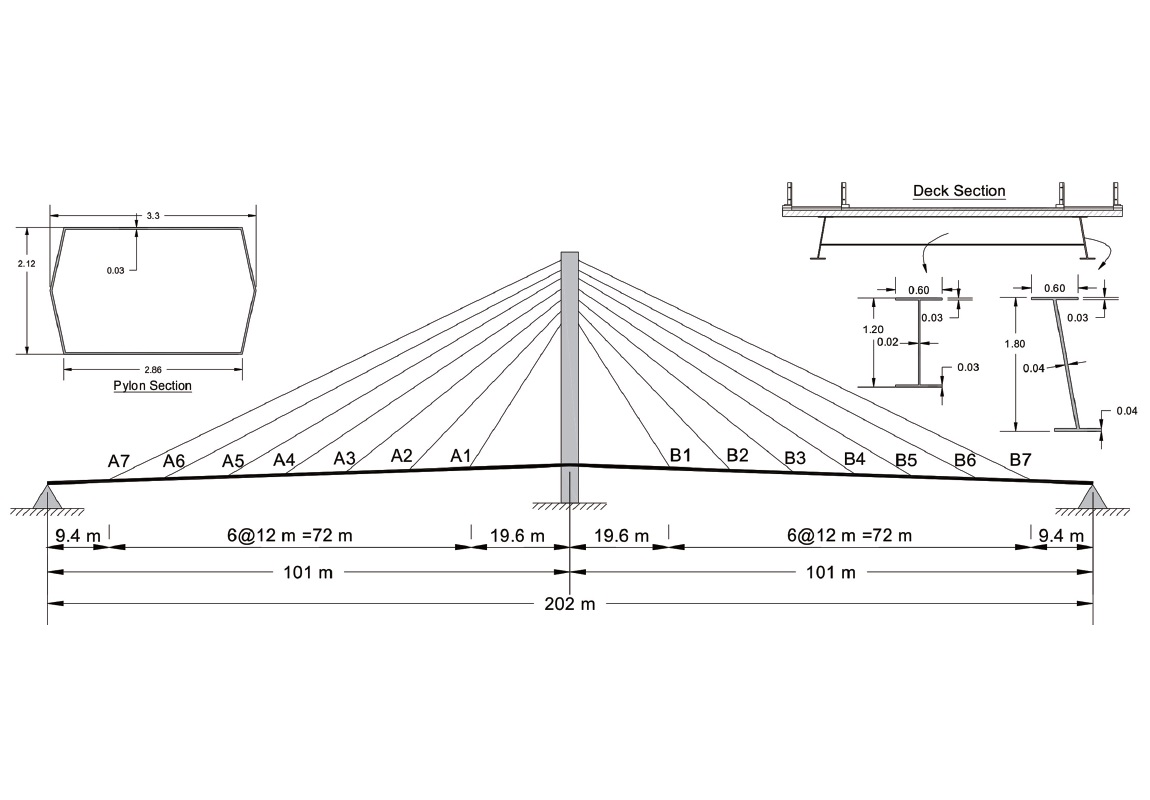 3.3
2.12
0.03
2.86
Pylon Section
Deck Section
0.60
0.03
1.20
0.02
0.03
0.60
0.03
1.80
0.04
0.04
A7 A6 A5 A4 A3 A2 A1 B1 B2 B3 B4 B5 B6 B7
9.4 m 6@12 m =72 m 19.6 m 19.6 m 6@12 m =72 m 9.4 m
101 m 101 m
202 m